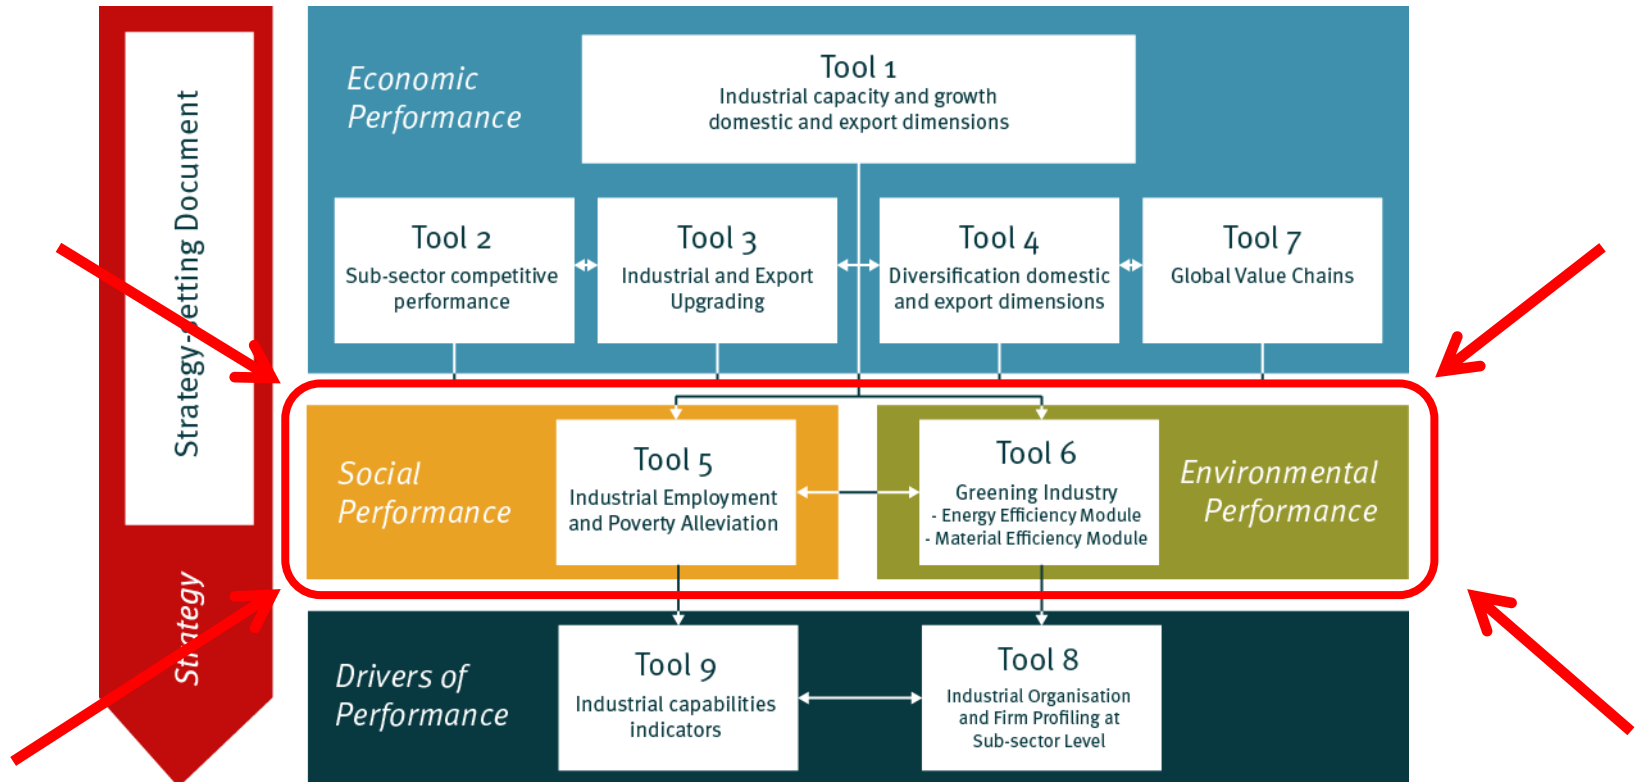 Strategy-setting Document
Strategy
Economic
Performance
Tool 1
Industrial capacity and growth
domestic and export dimensions
Tool 2
Sub-sector competitive
performance
Tool 3
Industrial and Export
Upgrading
Tool 4
Diversification domestic
and export dimensions
Tool 7
Global Value Chains
Social
Performance
Tool 5
Industrial Employment
and Poverty Alleviation
Tool 6
Greening Industry
- Energy Efficiency Module
- Material Efficiency Module
Environmental
Performance
Drivers of
Performance
Tool 9
Industrial capabilities
indicators
Tool 8
Industrial Organisation
and Firm Profiling at
Sub-sector Level